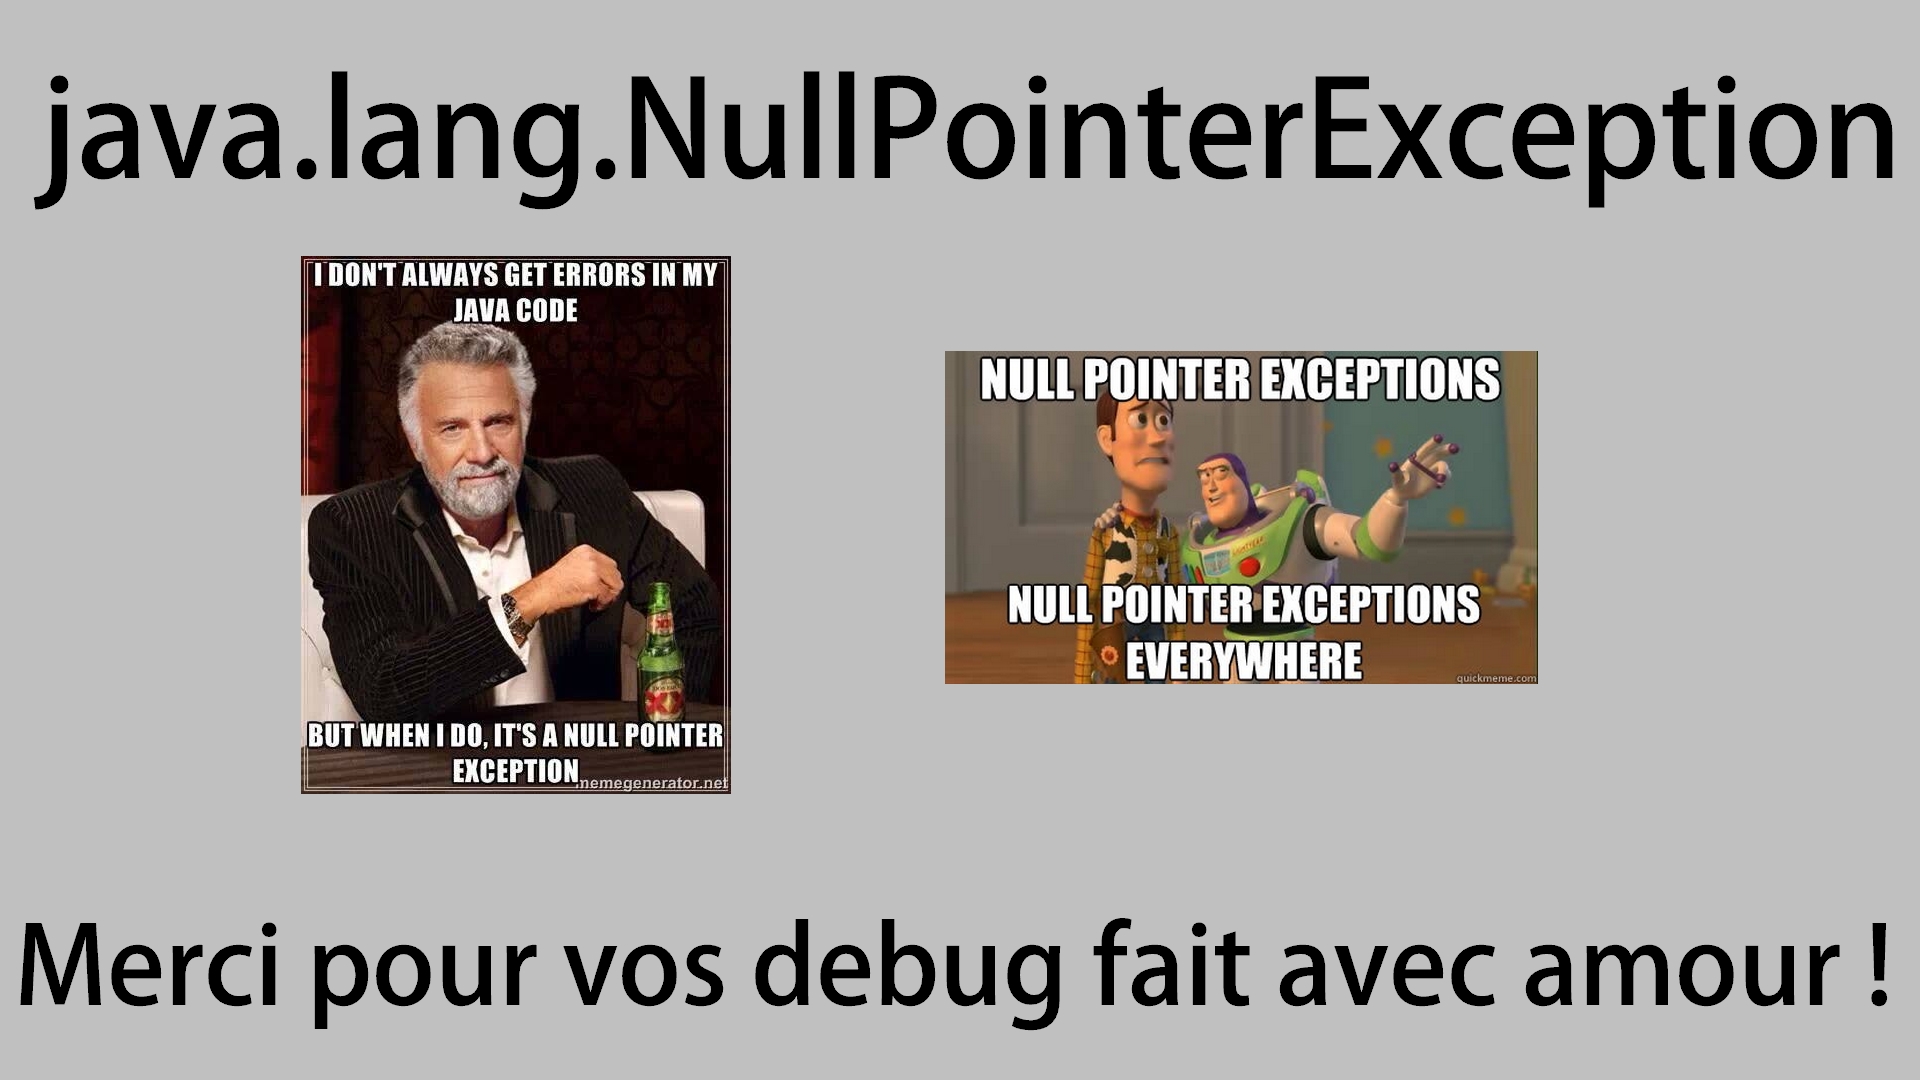 java.lang.NullPointerException
I DON'T ALWAYS GET ERRORS IN MY
JAVA CODE
BUT WHEN I DO, IT'S A NULL POINTER
EXCEPTION
memegenerator.net
NULL POINTER EXCEPTIONS
NULL POINTER EXCEPTIONS
EVERYWHERE
quickmeme.com
Merci pour vos debug fait avec amour !